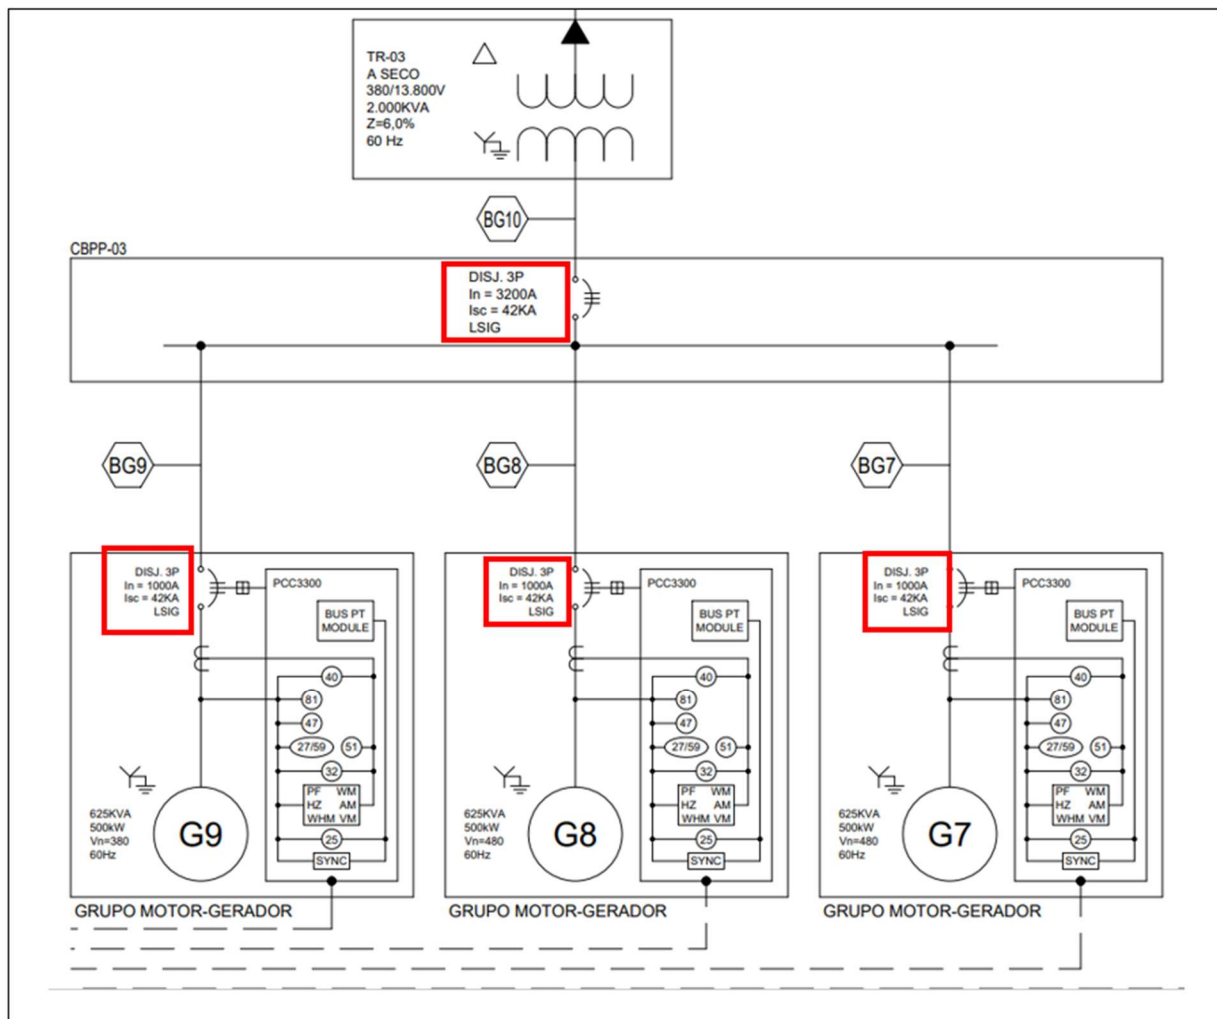 TR-03
A SECO
380/13.800V
2.000KVA
Z=6,0%
60 Hz
BG10
CBPP-03
DISJ. 3P
In = 3200A
Isc = 42KA
LSIG
BG9
BG8
BG7
DISJ. 3P
In = 1000A
Isc = 42KA
LSIG
PCC3300
BUS PT
MODULE
40
81
47
27/59
51
32
PF WM
HZ AM
WHM VM
25
SYNC
625KVA
500kW
Vn=380
60Hz
G9
GRUPO MOTOR-GERADOR
DISJ. 3P
In = 1000A
Isc = 42KA
LSIG
PCC3300
BUS PT
MODULE
40
81
47
27/59
51
32
PF WM
HZ AM
WHM VM
25
SYNC
625KVA
500kW
Vn=480
60Hz
G8
GRUPO MOTOR-GERADOR
DISJ. 3P
In = 1000A
Isc = 42KA
LSIG
PCC3300
BUS PT
MODULE
40
81
47
27/59
51
32
PF WM
HZ AM
WHM VM
25
SYNC
625KVA
500kW
Vn=480
60Hz
G7
GRUPO MOTOR-GERADOR